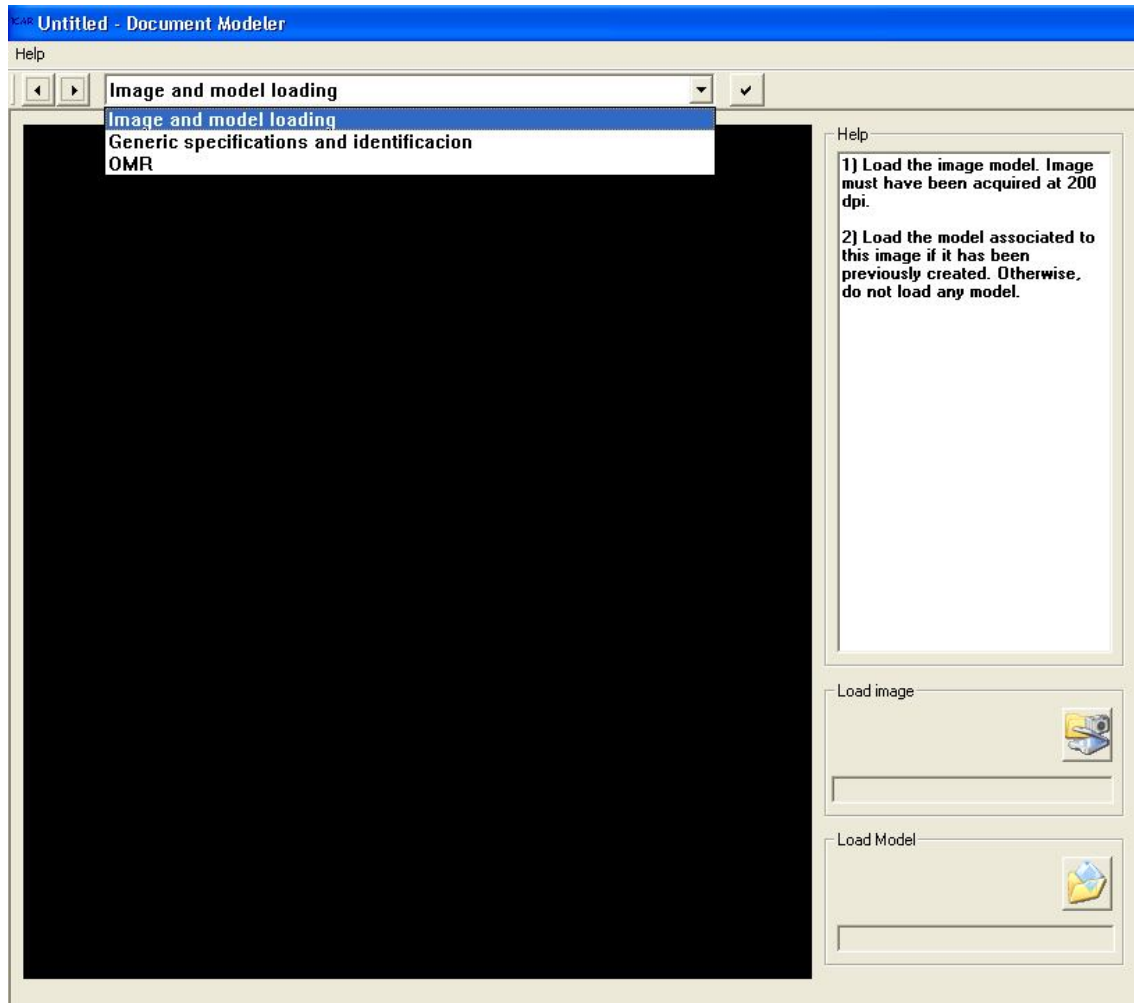 ICAR Untitled - Document Modeler
Help
Image and model loading
Image and model loading
Generic specifications and identificacion
OMR
Help
1) Load the image model. Image
must have been acquired at 200
dpi.
2) Load the model associated to
this image if it has been
previously created. Otherwise,
do not load any model.
Load image
Load Model